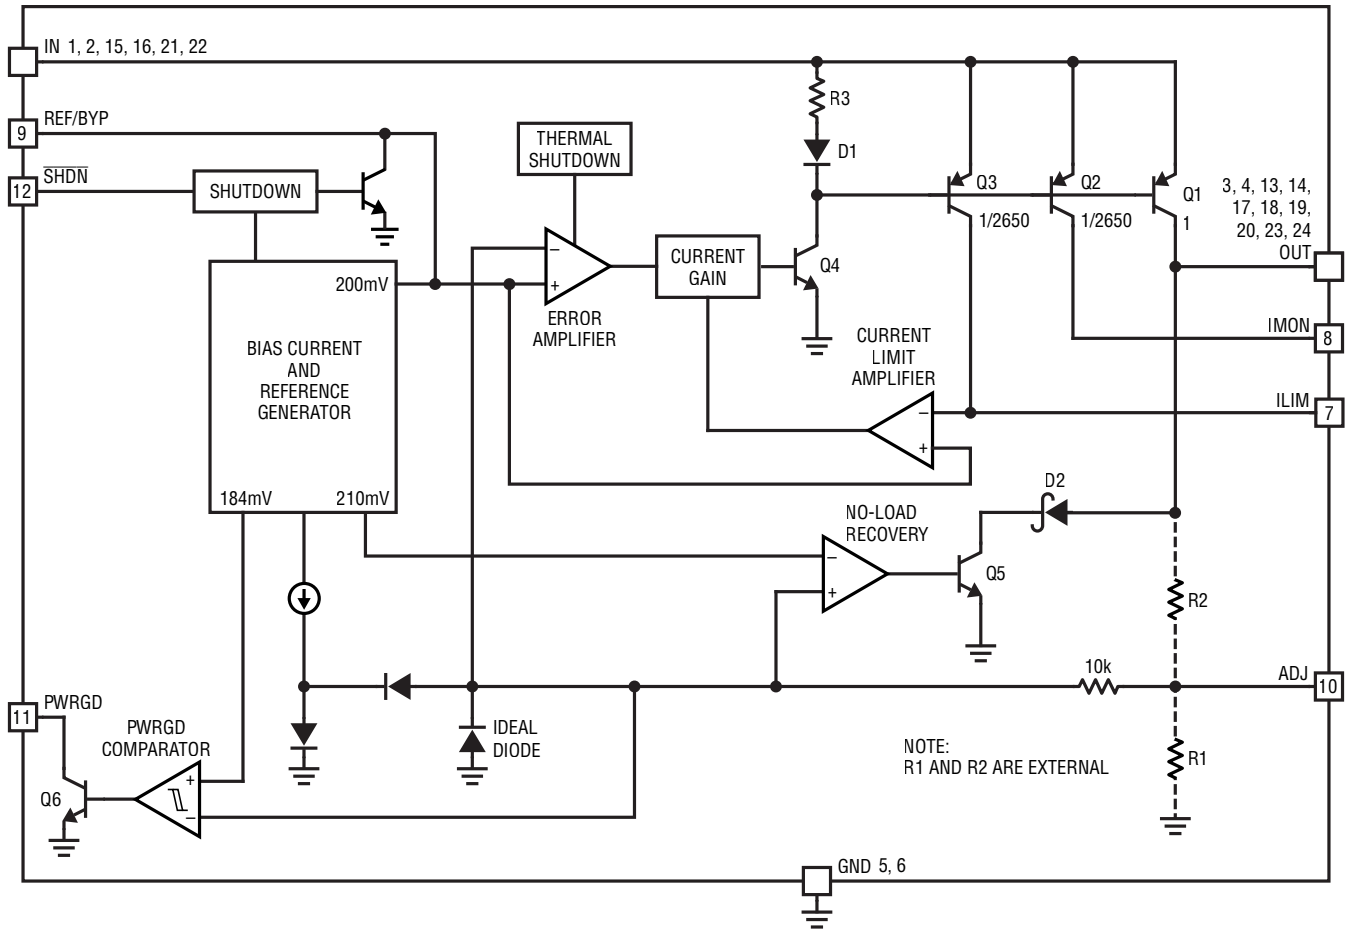 IN 1, 2, 15, 16, 21, 22
9
REF/BYP
12
SHDN
SHUTDOWN
THERMAL
SHUTDOWN
R3
D1
Q3
1/2650
Q2
1/2650
Q1
1
3, 4, 13, 14,
17, 18, 19,
20, 23, 24
OUT
200mV
BIAS CURRENT
AND
REFERENCE
GENERATOR
184mV
210mV
–
+
ERROR
AMPLIFIER
CURRENT
GAIN
Q4
CURRENT
LIMIT
AMPLIFIER
–
+
IMON
8
ILIM
7
NO-LOAD
RECOVERY
–
+
D2
Q5
R2
10k
ADJ
10
R1
NOTE:
R1 AND R2 ARE EXTERNAL
IDEAL
DIODE
11
PWRGD
PWRGD
COMPARATOR
+
–
Q6
GND 5, 6